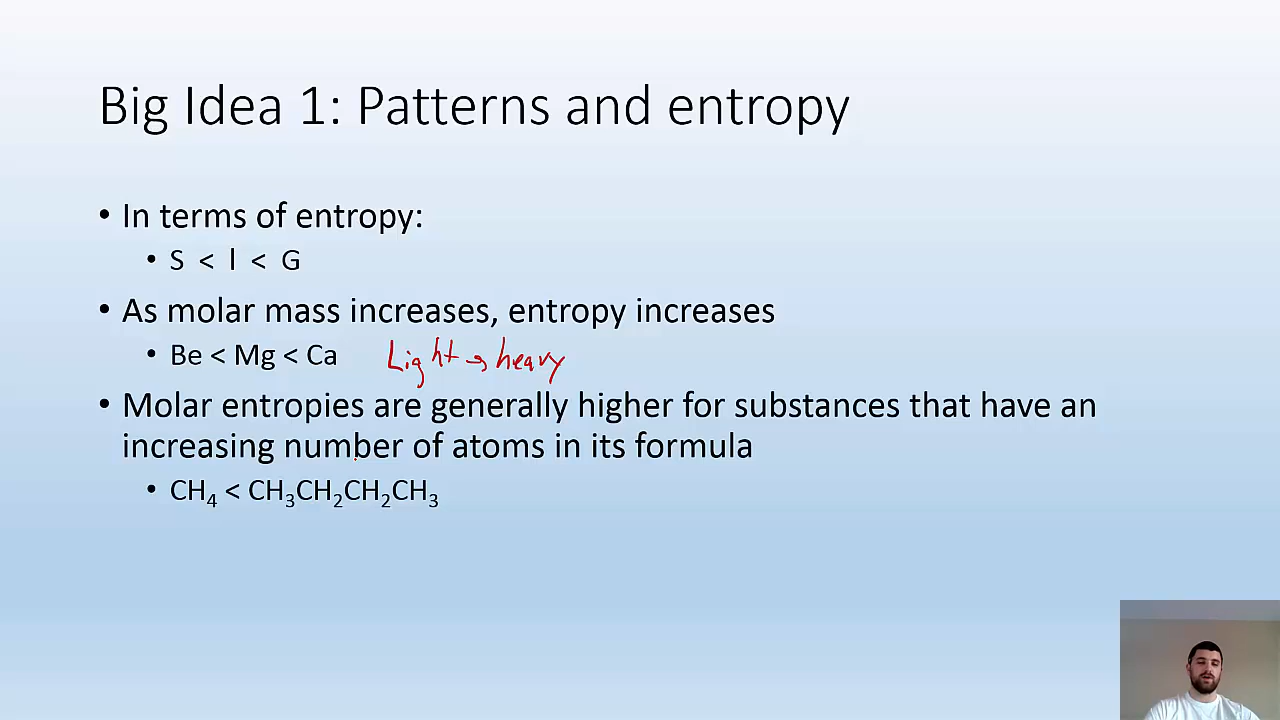 Big Idea 1: Patterns and entropy
• In terms of entropy:
• S < l < G
• As molar mass increases, entropy increases
• Be < Mg < Ca Light → heavy
• Molar entropies are generally higher for substances that have an
increasing number of atoms in its formula
• CH₄ < CH₃CH₂CH₂CH₃